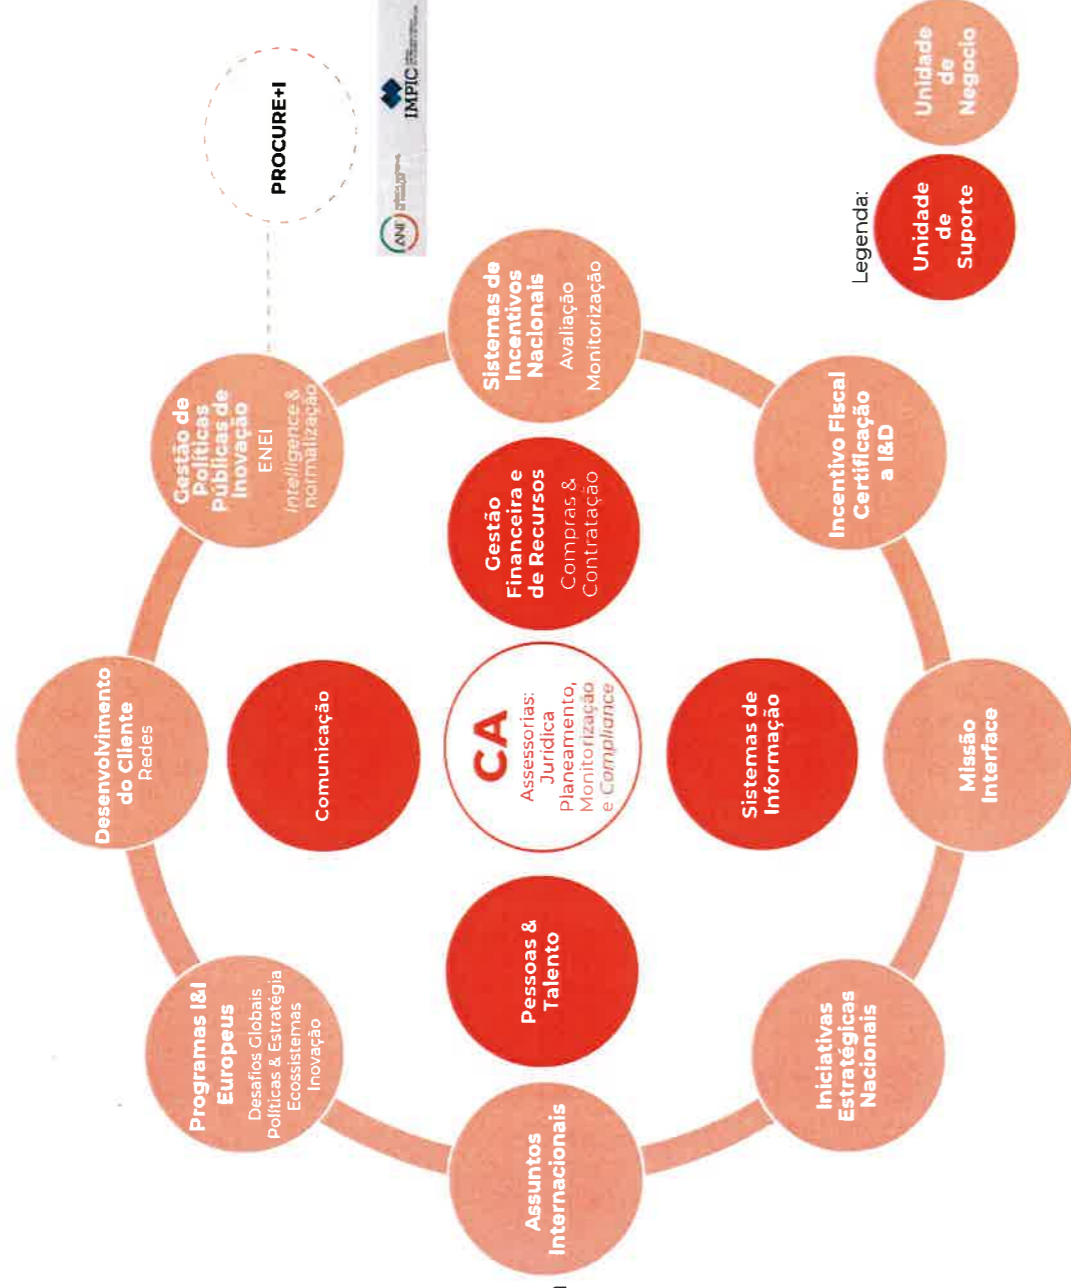 Desenvolvimento
do Cliente
Redes
Gestão de
Políticas
Públicas de
Inovação
ENEI
Intelligence &
normalização
PROCURE+I
ANI
IMPIC
Sistemas de
Incentivos
Nacionais
Avaliação
Monitorização
Incentivo Fiscal
Certificação
a I&D
Missão
Interface
Iniciativas
Estratégicas
Nacionais
Assuntos
Internacionais
Programas I&I
Europeus
Desafios Globais
Políticas & Estratégia
Ecossistemas
Inovação
Comunicação
Gestão
Financeira e
de Recursos
Compras &
Contratação
Sistemas de
Informação
Pessoas &
Talento
CA
Assessorias:
Jurídica
Planeamento,
Monitorização
e Compliance
Legenda:
Unidade
de
Suporte
Unidade
de
Negocio